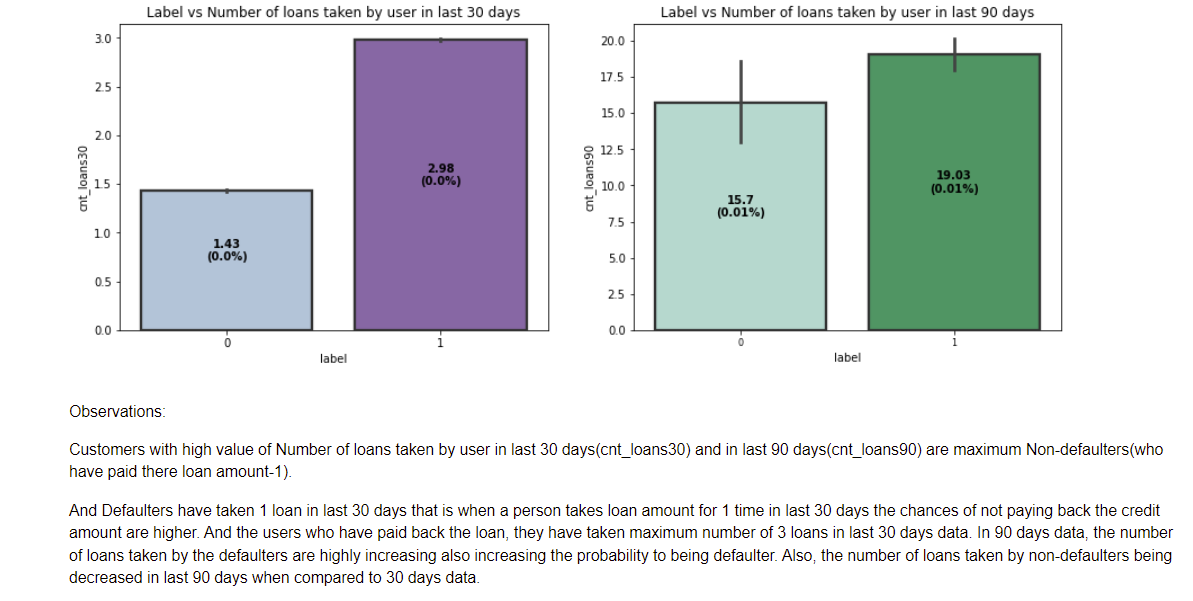 Label vs Number of loans taken by user in last 30 days
cnt_loans30
3.0
2.5
2.0
1.5
1.0
0.5
0.0
1.43
(0.0%)
2.98
(0.0%)
0
1
label
Label vs Number of loans taken by user in last 90 days
cnt_loans90
20.0
17.5
15.0
12.5
10.0
7.5
5.0
2.5
0.0
15.7
(0.01%)
19.03
(0.01%)
0
1
label
Observations:
Customers with high value of Number of loans taken by user in last 30 days(cnt_loans30) and in last 90 days(cnt_loans90) are maximum Non-defaulters(who
have paid there loan amount-1).
And Defaulters have taken 1 loan in last 30 days that is when a person takes loan amount for 1 time in last 30 days the chances of not paying back the credit
amount are higher. And the users who have paid back the loan, they have taken maximum number of 3 loans in last 30 days data. In 90 days data, the number
of loans taken by the defaulters are highly increasing also increasing the probability to being defaulter. Also, the number of loans taken by non-defaulters being
decreased in last 90 days when compared to 30 days data.